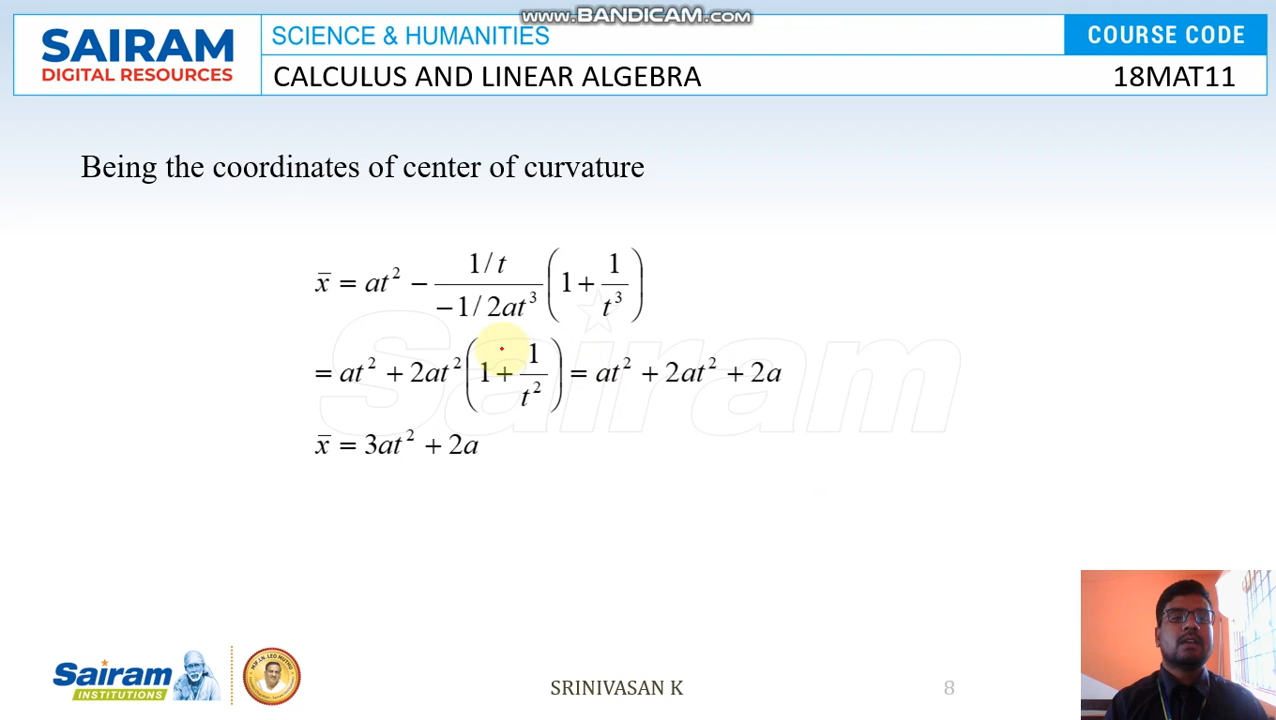 www.BANDICAM.com
SAIRAM
DIGITAL RESOURCES
SCIENCE & HUMANITIES
COURSE CODE
CALCULUS AND LINEAR ALGEBRA
18MAT11
Being the coordinates of center of curvature
x̄ = at² − (1/t)/(−1/2at³) (1 + 1/t³)
= at² + 2at² (1 + 1/t²) = at² + 2at² + 2a
x̄ = 3at² + 2a
Sairam
Sairam
INSTITUTIONS
SRINIVASAN K
8